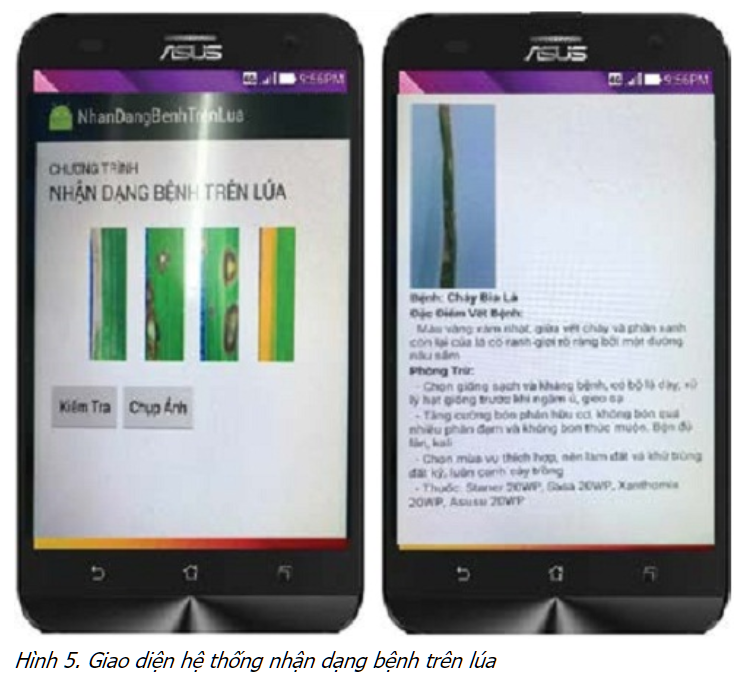 ASUS
4G 9:56PM
NhanDangBenhTrenLua
CHƯƠNG TRÌNH
NHẬN DẠNG BỆNH TRÊN LÚA
Kiểm Tra Chụp Ảnh
ASUS
4G 9:56PM
Bệnh: Cháy Bìa Lá
Đặc Điểm Vết Bệnh:
Màu vàng xám nhạt, giữa vết cháy và phần xanh
còn lại của lá có ranh giới rõ ràng bởi một đường
nâu sẫm
Phòng Trừ:
- Chọn giống sạch và kháng bệnh, có bộ lá dày, xử
lý hạt giống trước khi ngâm ủ, gieo sạ
- Tăng cường bón phân hữu cơ, không bón quá
nhiều phân đạm và không bón thúc muộn. Bón đủ
lân, kali
- Chọn mùa vụ thích hợp, nên làm đất và khử trùng
đất kỹ, luân canh cây trồng
- Thuốc: Staner 20WP, Sasa 20WP, Xanthomix
20WP, Asusu 20WP
Hình 5. Giao diện hệ thống nhận dạng bệnh trên lúa